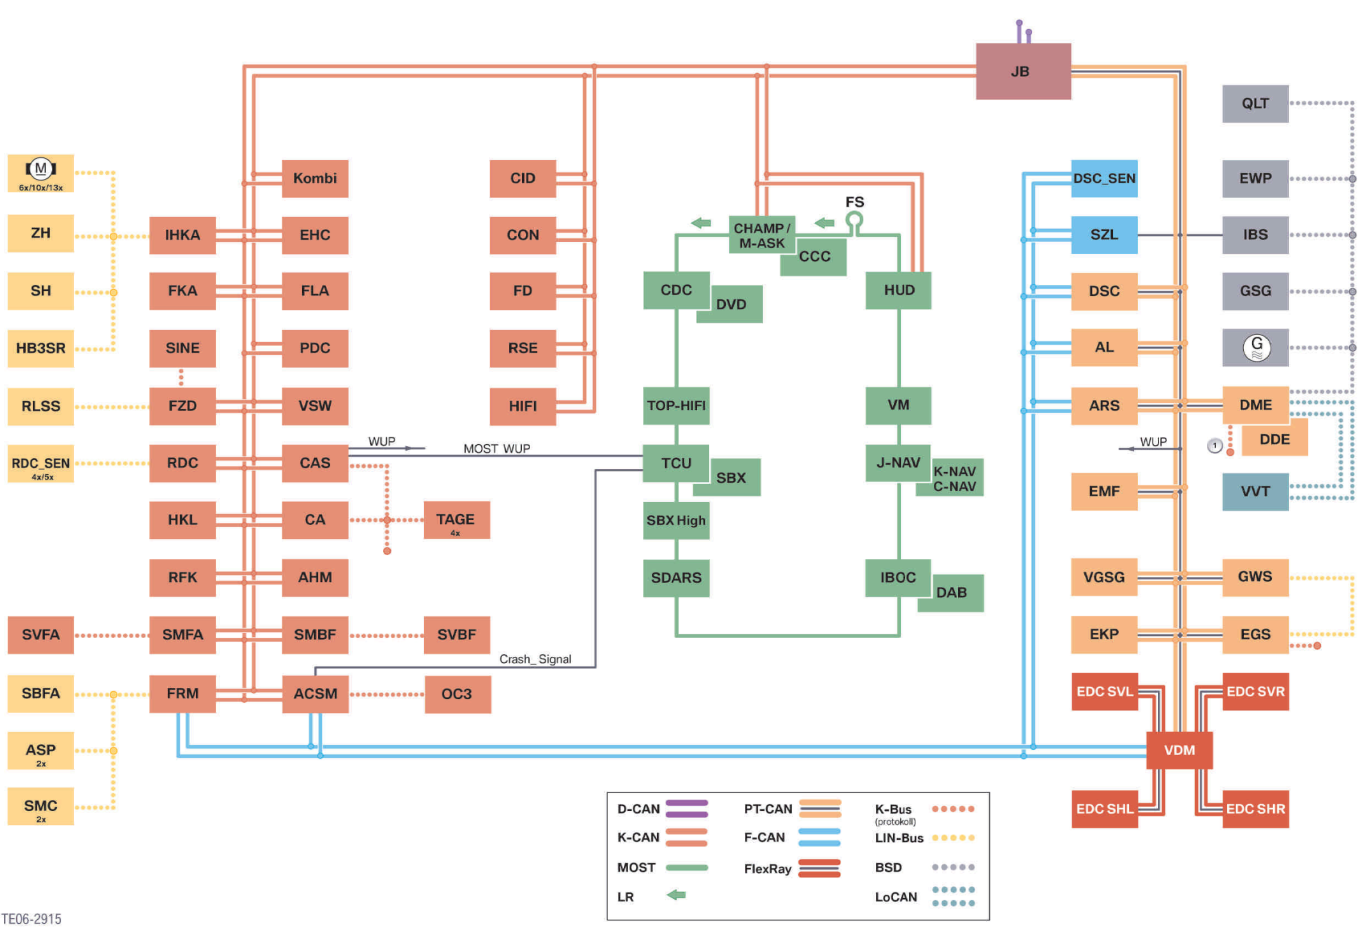 JB
QLT
M
6x/10x/13x
Kombi
CID
DSC_SEN
EWP
FS
ZH
IHKA
EHC
CON
CHAMP /
M-ASK
CCC
SZL
IBS
SH
FKA
FLA
FD
CDC
DVD
HUD
DSC
GSG
HB3SR
SINE
PDC
RSE
AL
G
RLSS
FZD
VSW
HIFI
TOP-HIFI
VM
ARS
DME
DDE
WUP
MOST WUP
WUP
1
RDC_SEN
4x/5x
RDC
CAS
TCU
SBX
J-NAV
K-NAV
C-NAV
EMF
VVT
HKL
CA
TAGE
4x
SBX High
RFK
AHM
SDARS
IBOC
DAB
VGSG
GWS
SVFA
SMFA
SMBF
SVBF
EKP
EGS
Crash_ Signal
SBFA
FRM
ACSM
OC3
EDC SVL
EDC SVR
ASP
2x
VDM
SMC
2x
EDC SHL
EDC SHR
D-CAN
PT-CAN
K-Bus
(protokoll)
K-CAN
F-CAN
LIN-Bus
MOST
FlexRay
BSD
LR
LoCAN
TE06-2915